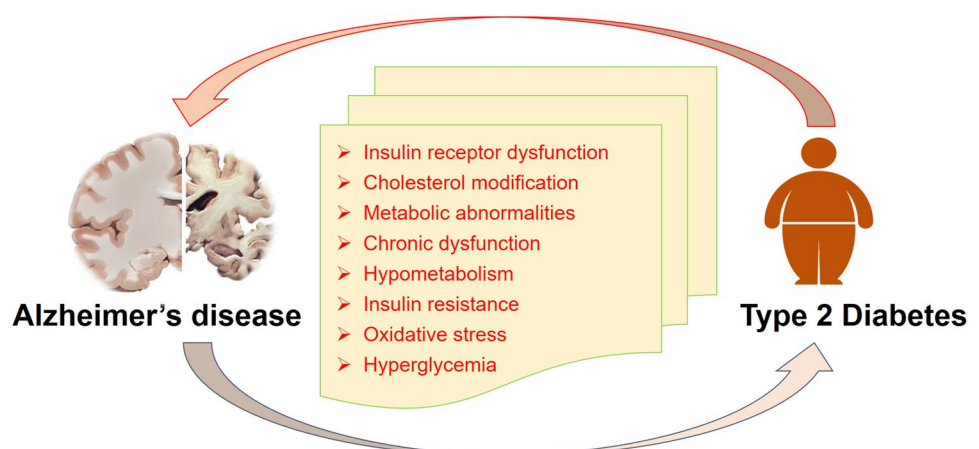 Insulin receptor dysfunction
Cholesterol modification
Metabolic abnormalities
Chronic dysfunction
Hypometabolism
Insulin resistance
Oxidative stress
Hyperglycemia
Alzheimer's disease
Type 2 Diabetes